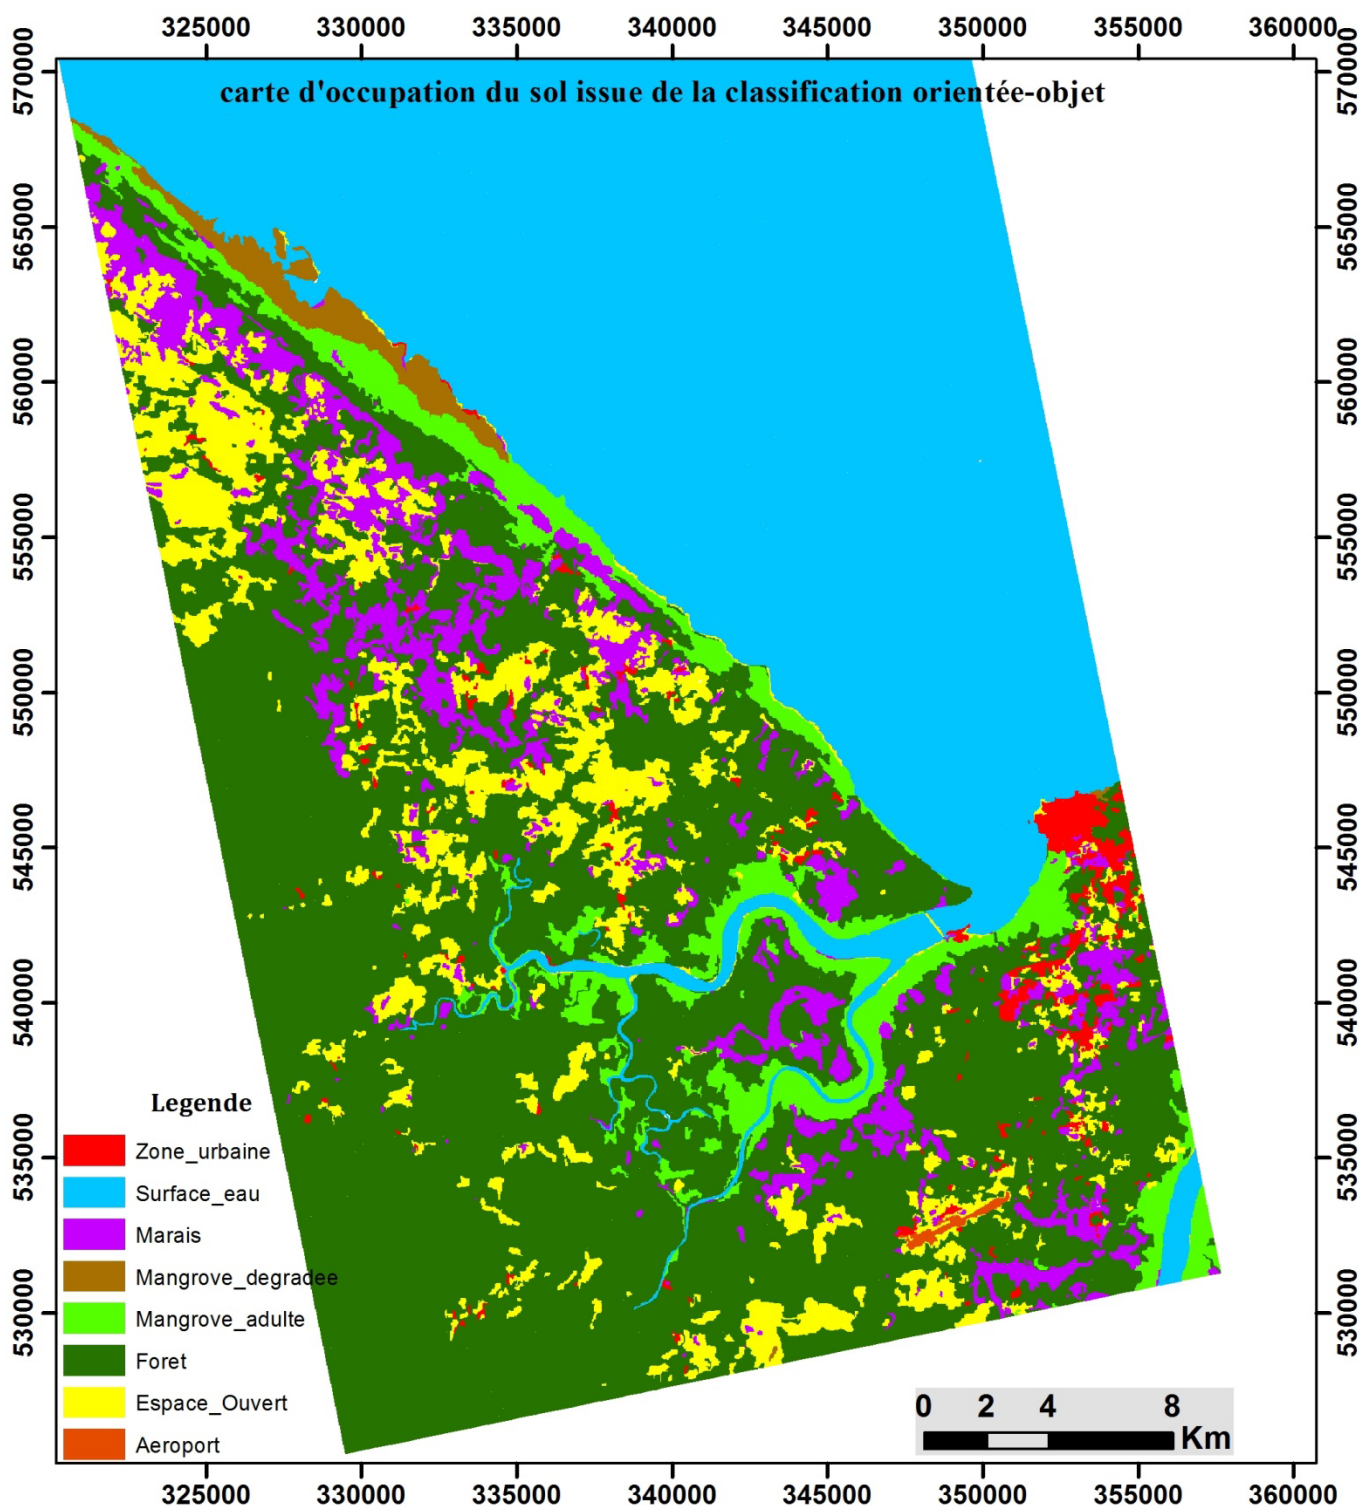 325000 330000 335000 340000 345000 350000 355000 360000
carte d'occupation du sol issue de la classification orientée-objet
570000 570000
565000 565000
560000 560000
555000 555000
550000 550000
545000 545000
540000 540000
535000 535000
530000 530000
Legende
Zone_urbaine
Surface_eau
Marais
Mangrove_degradee
Mangrove_adulte
Foret
Espace_Ouvert
Aeroport
0 2 4 8
Km
325000 330000 335000 340000 345000 350000 355000 360000